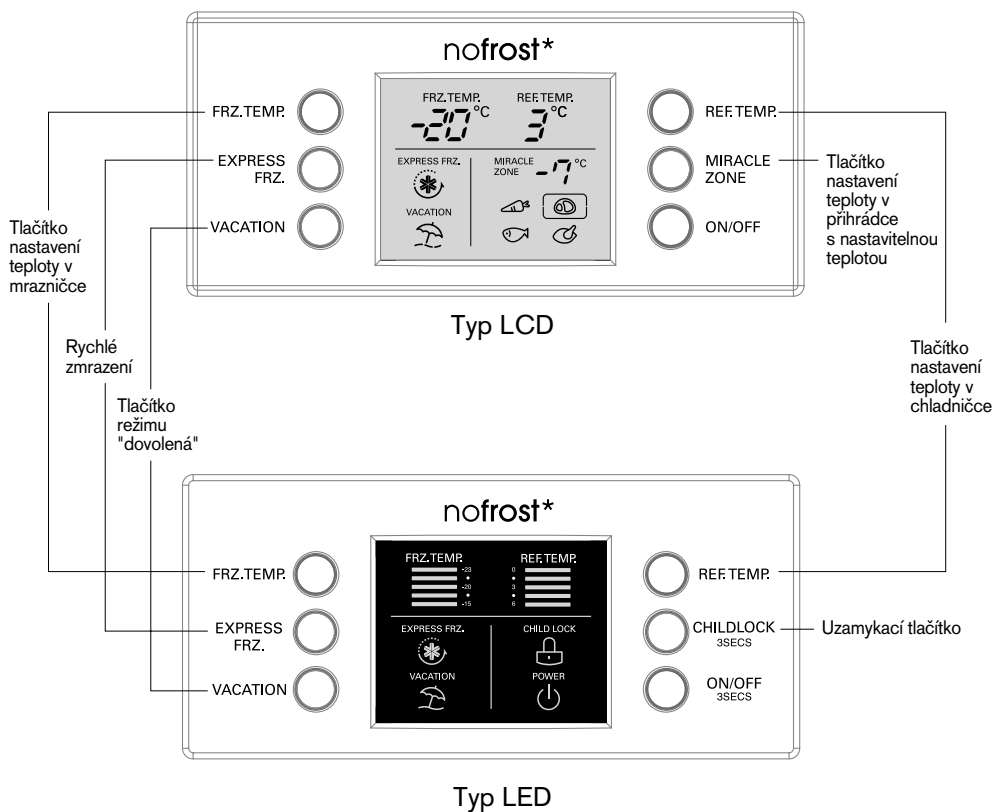 nofrost*
FRZ.TEMP.
EXPRESS
FRZ.
VACATION
FRZ.TEMP.
-20 °C
REF.TEMP.
3 °C
EXPRESS FRZ.
VACATION
MIRACLE
ZONE
-7 °C
REF.TEMP.
MIRACLE
ZONE
ON/OFF
Typ LCD
Tlačítko
nastavení
teploty v
mrazničce
Rychlé
zmrazení
Tlačítko
režimu
"dovolená"
Tlačítko
nastavení
teploty v
přihrádce
s nastavitelnou
teplotou
Tlačítko
nastavení
teploty v
chladničce
nofrost*
FRZ.TEMP.
EXPRESS
FRZ.
VACATION
FRZ.TEMP.
-23
-20
-15
REF.TEMP.
0
3
6
EXPRESS FRZ.
VACATION
CHILD LOCK
POWER
REF.TEMP.
CHILDLOCK
3SECS
ON/OFF
3SECS
Uzamykací tlačítko
Typ LED